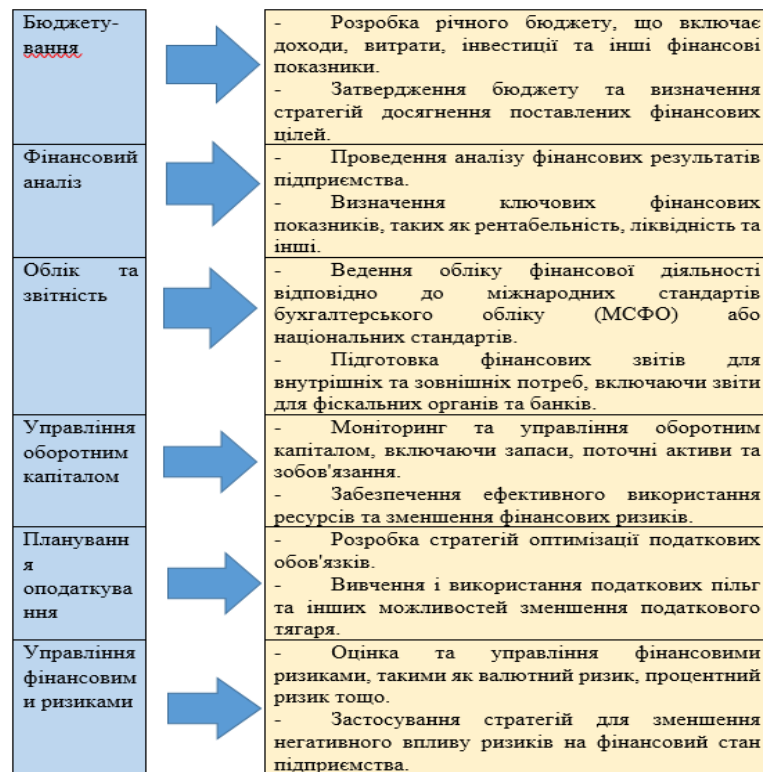 Бюджету-
вання
- Розробка річного бюджету, що включає
доходи, витрати, інвестиції та інші фінансові
показники.
- Затвердження бюджету та визначення
стратегій досягнення поставлених фінансових
цілей.
Фінансовий
аналіз
- Проведення аналізу фінансових результатів
підприємства.
- Визначення ключових фінансових
показників, таких як рентабельність, ліквідність та
інші.
Облік та
звітність
- Ведення обліку фінансової діяльності
відповідно до міжнародних стандартів
бухгалтерського обліку (МСФО) або
національних стандартів.
- Підготовка фінансових звітів для
внутрішніх та зовнішніх потреб, включаючи звіти
для фіскальних органів та банків.
Управління
оборотним
капіталом
- Моніторинг та управління оборотним
капіталом, включаючи запаси, поточні активи та
зобов'язання.
- Забезпечення ефективного використання
ресурсів та зменшення фінансових ризиків.
Плануванн
я
оподаткува
ння
- Розробка стратегій оптимізації податкових
обов'язків.
- Вивчення і використання податкових пільг
та інших можливостей зменшення податкового
тягаря.
Управління
фінансовим
и ризиками
- Оцінка та управління фінансовими
ризиками, такими як валютний ризик, процентний
ризик тощо.
- Застосування стратегій для зменшення
негативного впливу ризиків на фінансовий стан
підприємства.